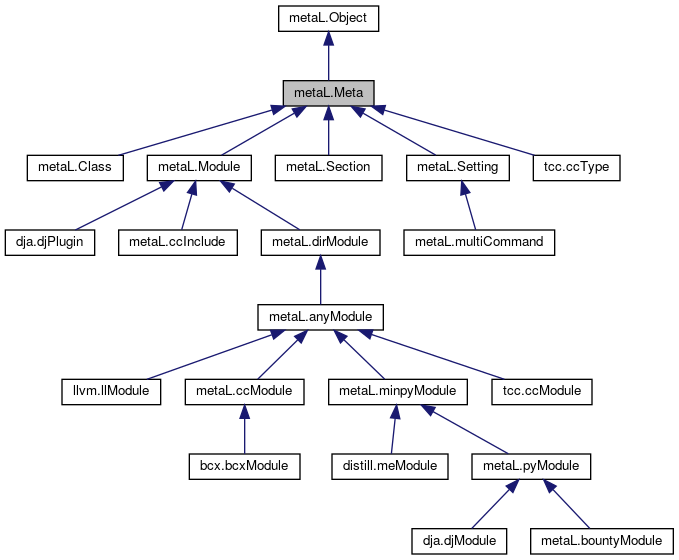 metaL.Object
metaL.Meta
metaL.Class
metaL.Module
metaL.Section
metaL.Setting
tcc.ccType
dja.djPlugin
metaL.ccInclude
metaL.dirModule
metaL.multiCommand
metaL.anyModule
llvm.llModule
metaL.ccModule
metaL.minpyModule
tcc.ccModule
bcx.bcxModule
distill.meModule
metaL.pyModule
dja.djModule
metaL.bountyModule